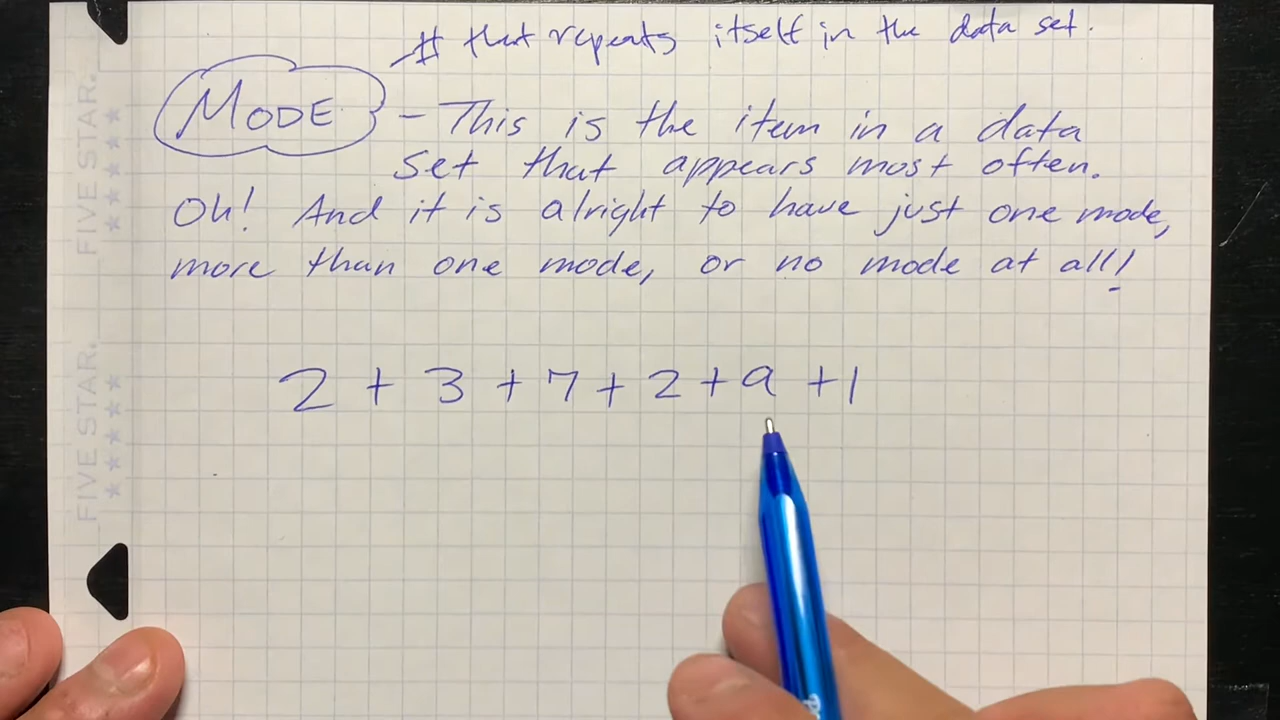 # that repeats itself in the data set.
MODE - This is the item in a data
set that appears most often.
Oh! And it is alright to have just one mode,
more than one mode, or no mode at all!
2 + 3 + 7 + 2 + 9 + 1
FIVE STAR.
FIVE STAR.